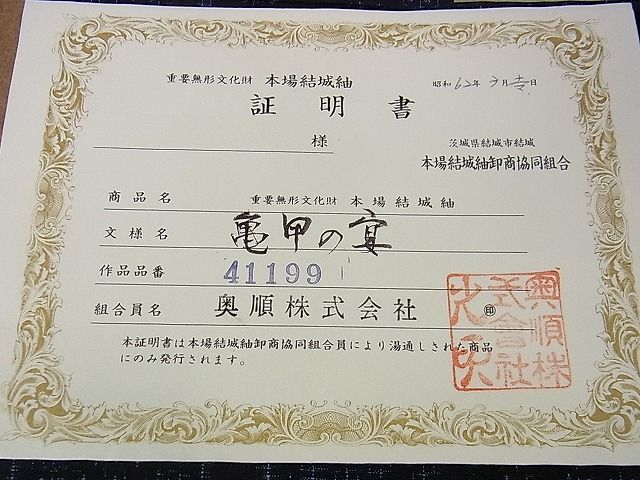 重要無形文化財 本場結城紬
昭和62年 月吉日
証明書
様
茨城県結城市結城
本場結城紬卸商協同組合
商品名 重要無形文化財 本場結城紬
文様名 亀甲の宴
作品品番 41199
組合員名 奥順株式会社 ㊞
奥順株式会社
本証明書は本場結城紬卸商協同組合員により湯通しされた商品
にのみ発行されます。